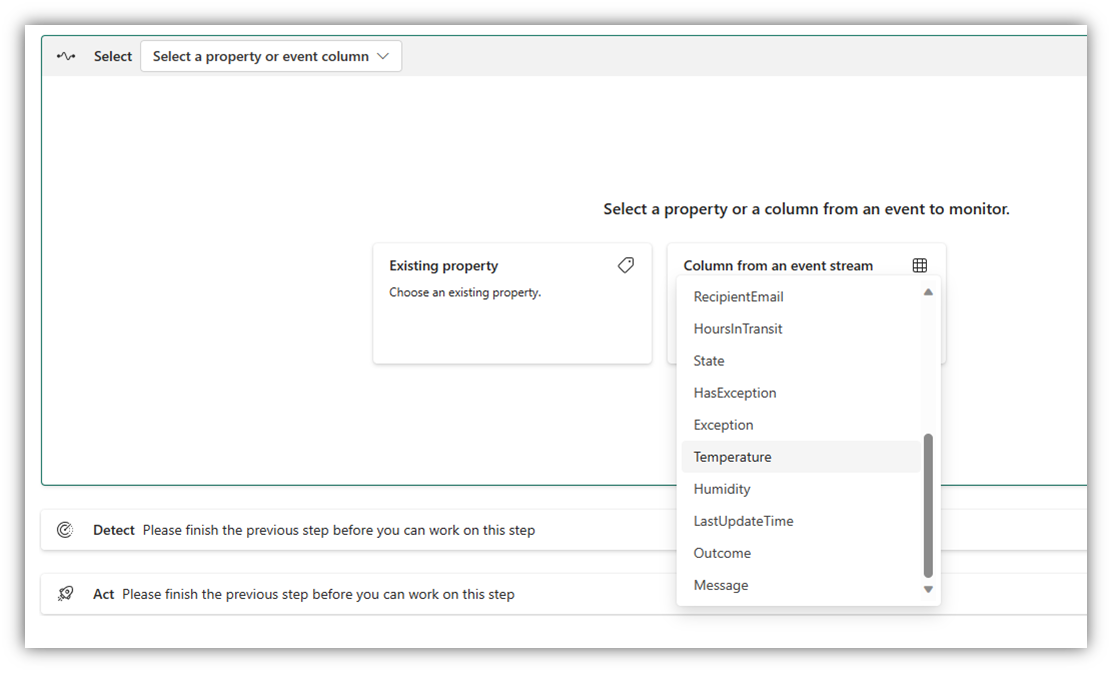 Select Select a property or event column
Select a property or a column from an event to monitor.
Existing property
Choose an existing property.
Column from an event stream
RecipientEmail
HoursInTransit
State
HasException
Exception
Temperature
Humidity
LastUpdateTime
Outcome
Message
Detect Please finish the previous step before you can work on this step
Act Please finish the previous step before you can work on this step